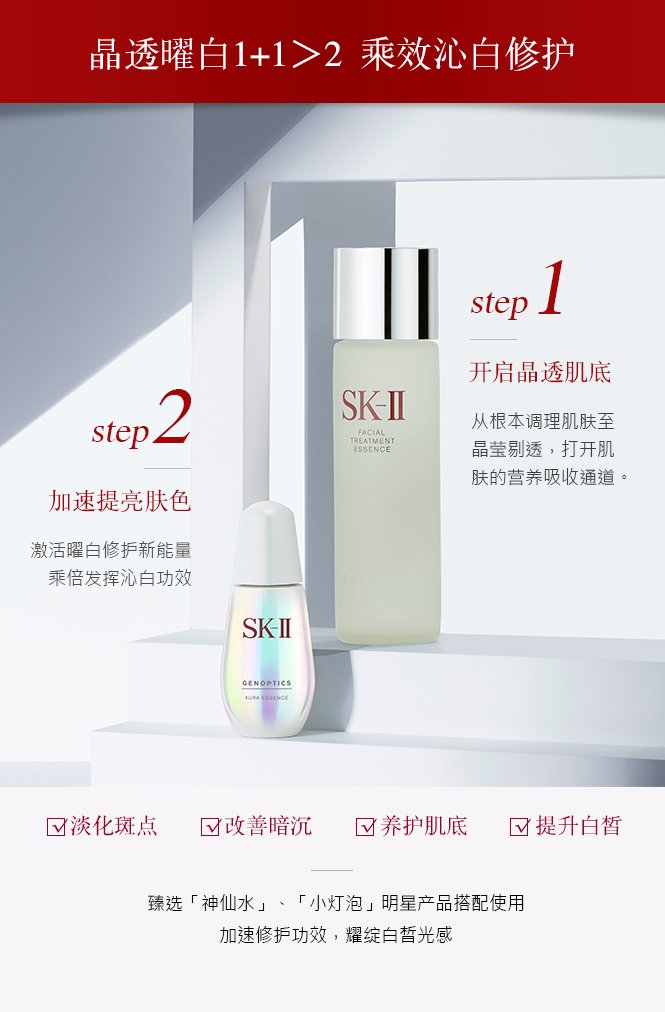 晶透曜白1+1＞2 乘效沁白修护
step 1
开启晶透肌底
从根本调理肌肤至
晶莹剔透，打开肌
肤的营养吸收通道。
SK-II
FACIAL
TREATMENT
ESSENCE
step 2
加速提亮肤色
激活曜白修护新能量
乘倍发挥沁白功效
SK-II
GENOPTICS
AURA ESSENCE
淡化斑点 改善暗沉 养护肌底 提升白皙
臻选「神仙水」、「小灯泡」明星产品搭配使用
加速修护功效，耀绽白皙光感